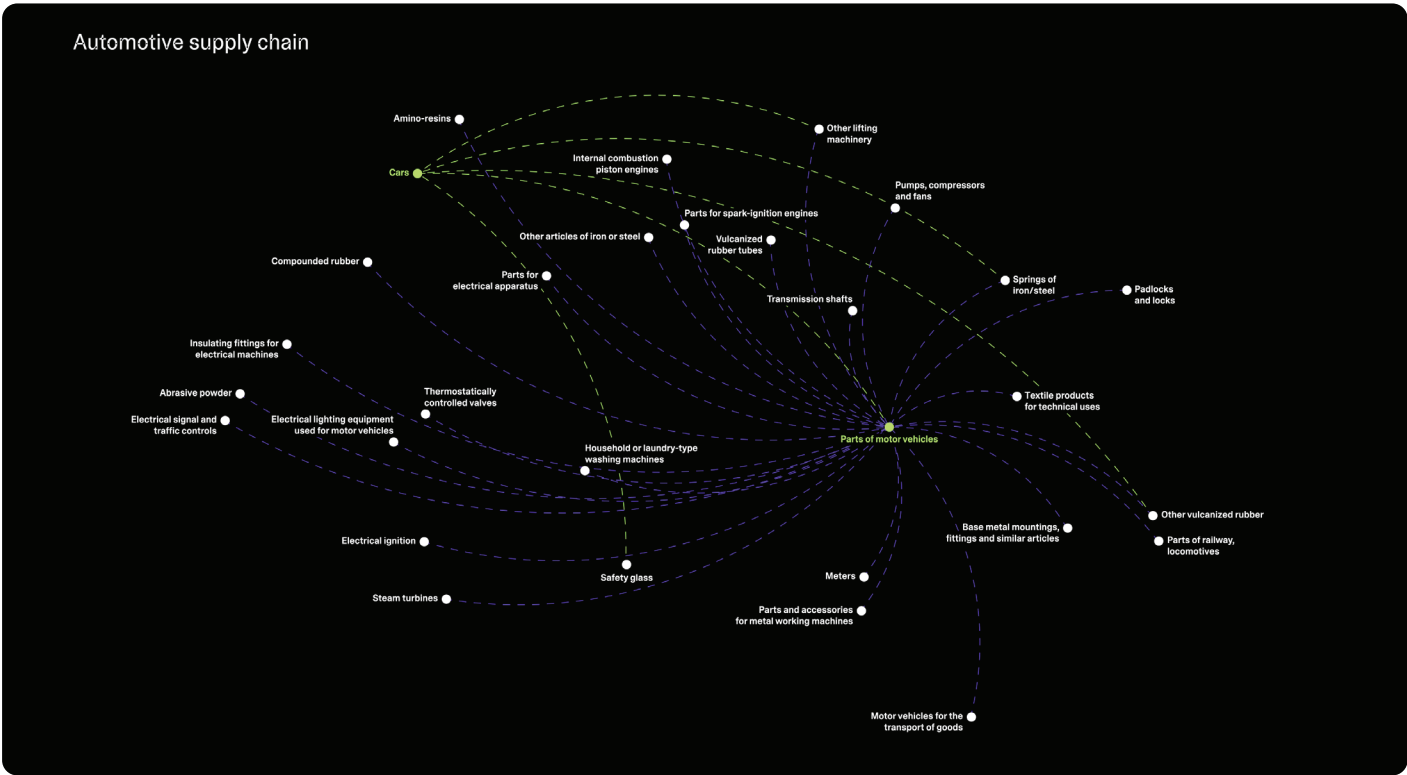 Automotive supply chain
Amino-resins
Other lifting
machinery
Cars
Internal combustion
piston engines
Pumps, compressors
and fans
Parts for spark-ignition engines
Other articles of iron or steel
Vulcanized
rubber tubes
Compounded rubber
Parts for
electrical apparatus
Springs of
iron/steel
Padlocks
and locks
Transmission shafts
Insulating fittings for
electrical machines
Abrasive powder
Thermostatically
controlled valves
Textile products
for technical uses
Electrical signal and
traffic controls
Electrical lighting equipment
used for motor vehicles
Parts of motor vehicles
Household or laundry-type
washing machines
Other vulcanized rubber
Base metal mountings,
fittings and similar articles
Parts of railway,
locomotives
Electrical ignition
Safety glass
Meters
Steam turbines
Parts and accessories
for metal working machines
Motor vehicles for the
transport of goods